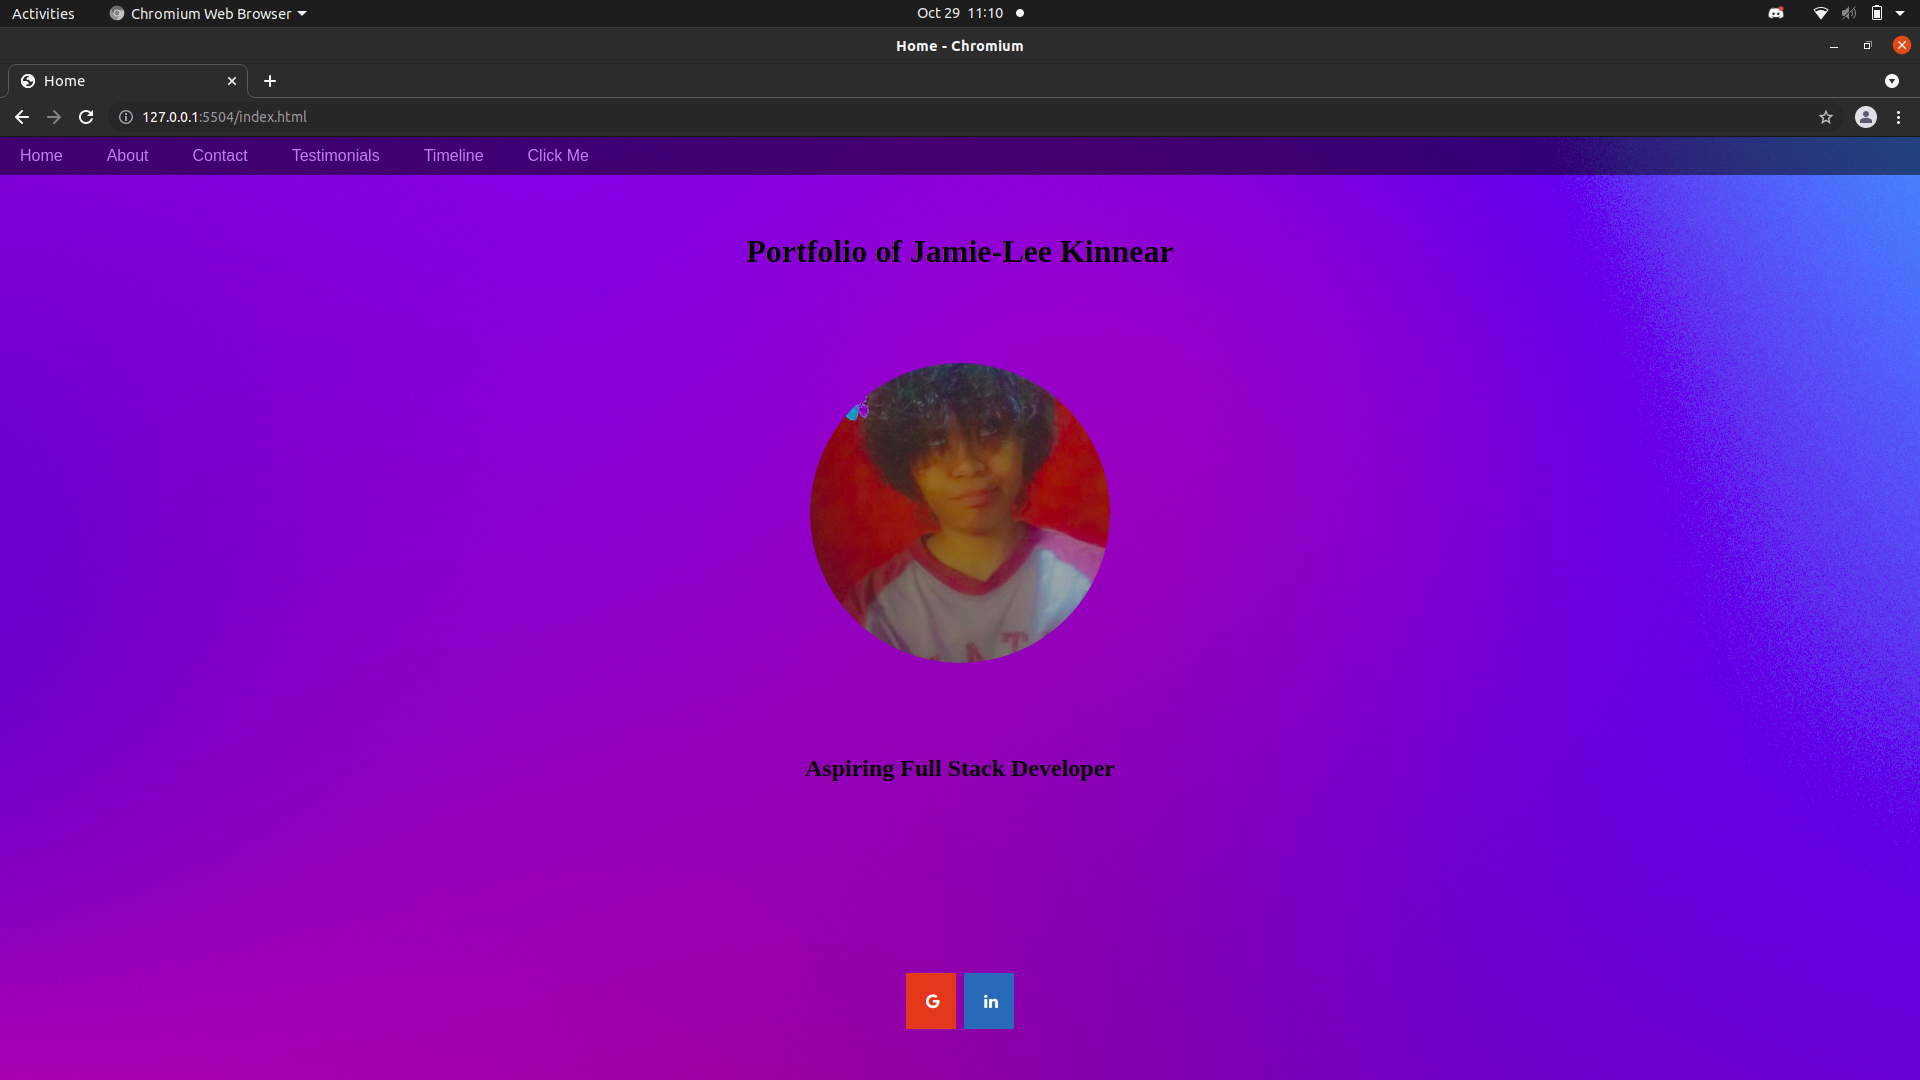 Activities Chromium Web Browser Oct 29 11:10
Home - Chromium
Home
127.0.0.1:5504/index.html
Home About Contact Testimonials Timeline Click Me
Portfolio of Jamie-Lee Kinnear
Aspiring Full Stack Developer
G in